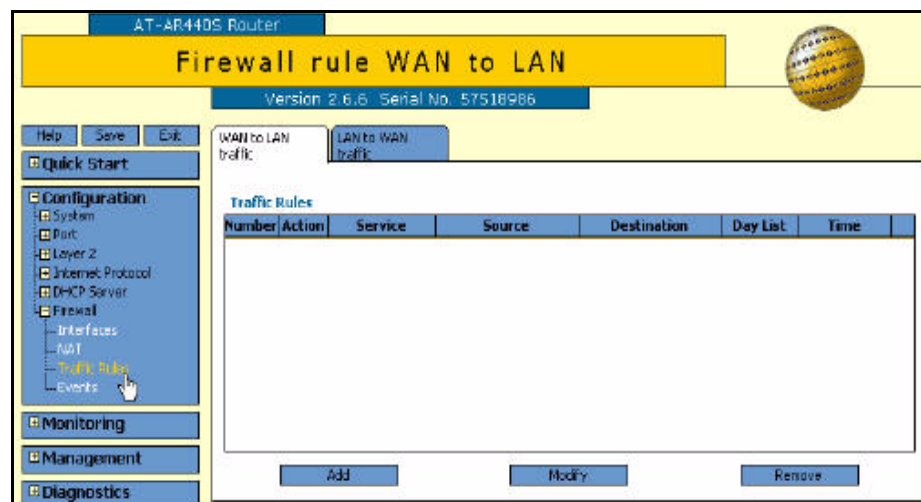 AT-AR440S Router
Firewall rule WAN to LAN
Version 2.6.6 Serial No. 57518986
Help Save Exit
WAN to LAN traffic
LAN to WAN traffic
Quick Start
Configuration
System
Port
Layer 2
Internet Protocol
DHCP Server
Firewall
Interfaces
NAT
Traffic Rules
Events
Monitoring
Management
Diagnostics
Traffic Rules
Number Action Service Source Destination Day List Time
Add Modify Remove